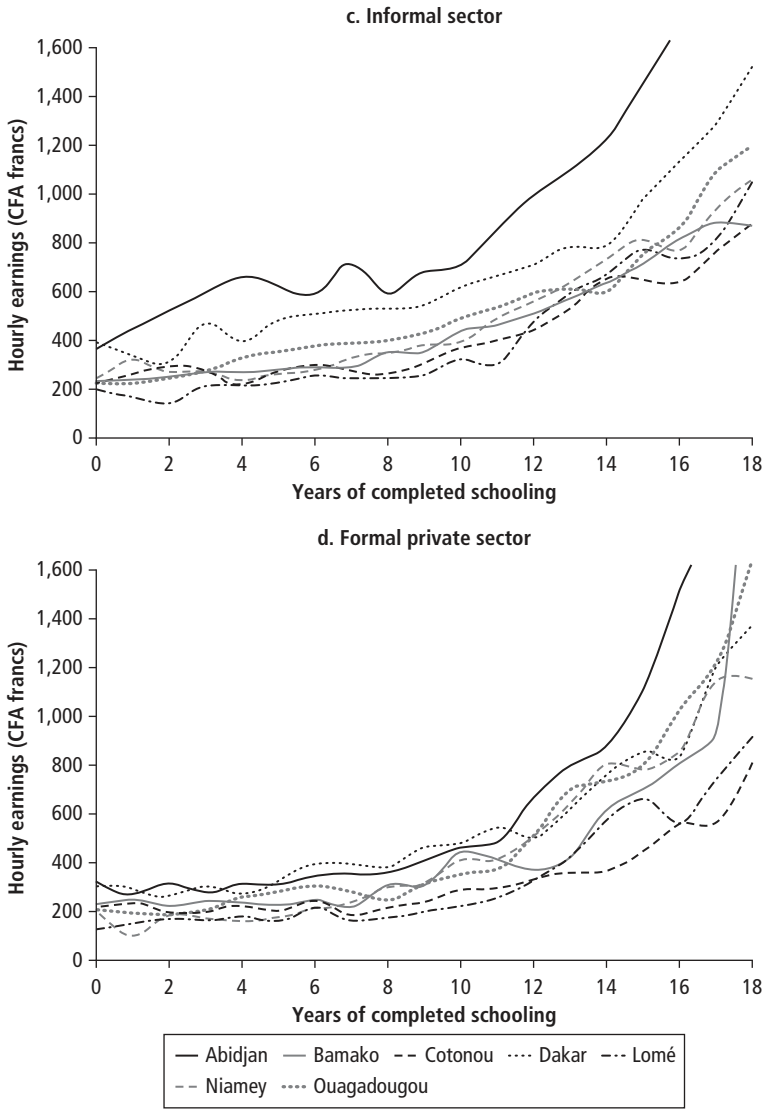 c. Informal sector
1,600
1,400
1,200
1,000
800
600
400
200
0
Hourly earnings (CFA francs)
0 2 4 6 8 10 12 14 16 18
Years of completed schooling
d. Formal private sector
1,600
1,400
1,200
1,000
800
600
400
200
0
Hourly earnings (CFA francs)
0 2 4 6 8 10 12 14 16 18
Years of completed schooling
Abidjan Bamako Cotonou Dakar Lomé
Niamey Ouagadougou